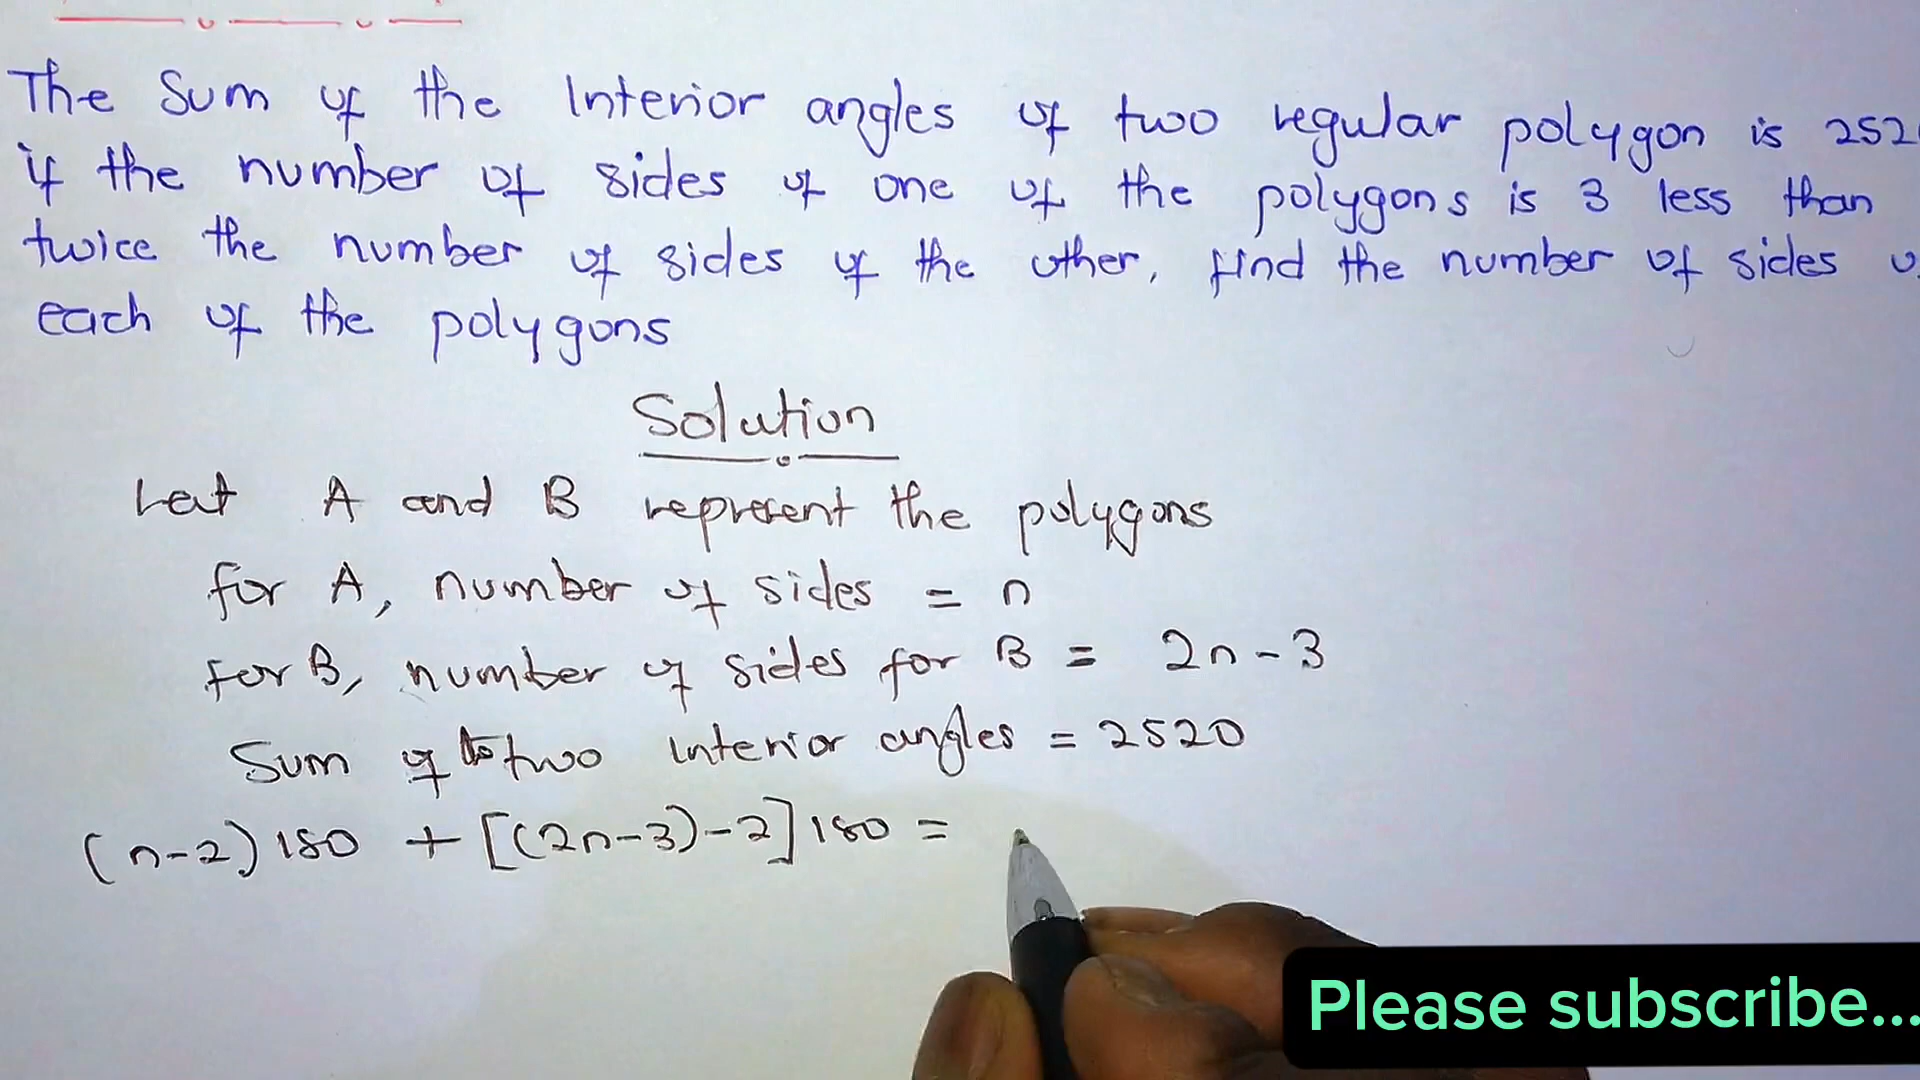 The Sum of the Interior angles of two regular polygon is 252
if the number of sides of one of the polygons is 3 less than
twice the number of sides of the other, find the number of sides
each of the polygons
Solution
Let A and B represent the polygons
for A, number of sides = n
for B, number of sides for B = 2n-3
Sum of two interior angles = 2520
(n-2)180 + [(2n-3)-2]180 =
Please subscribe...